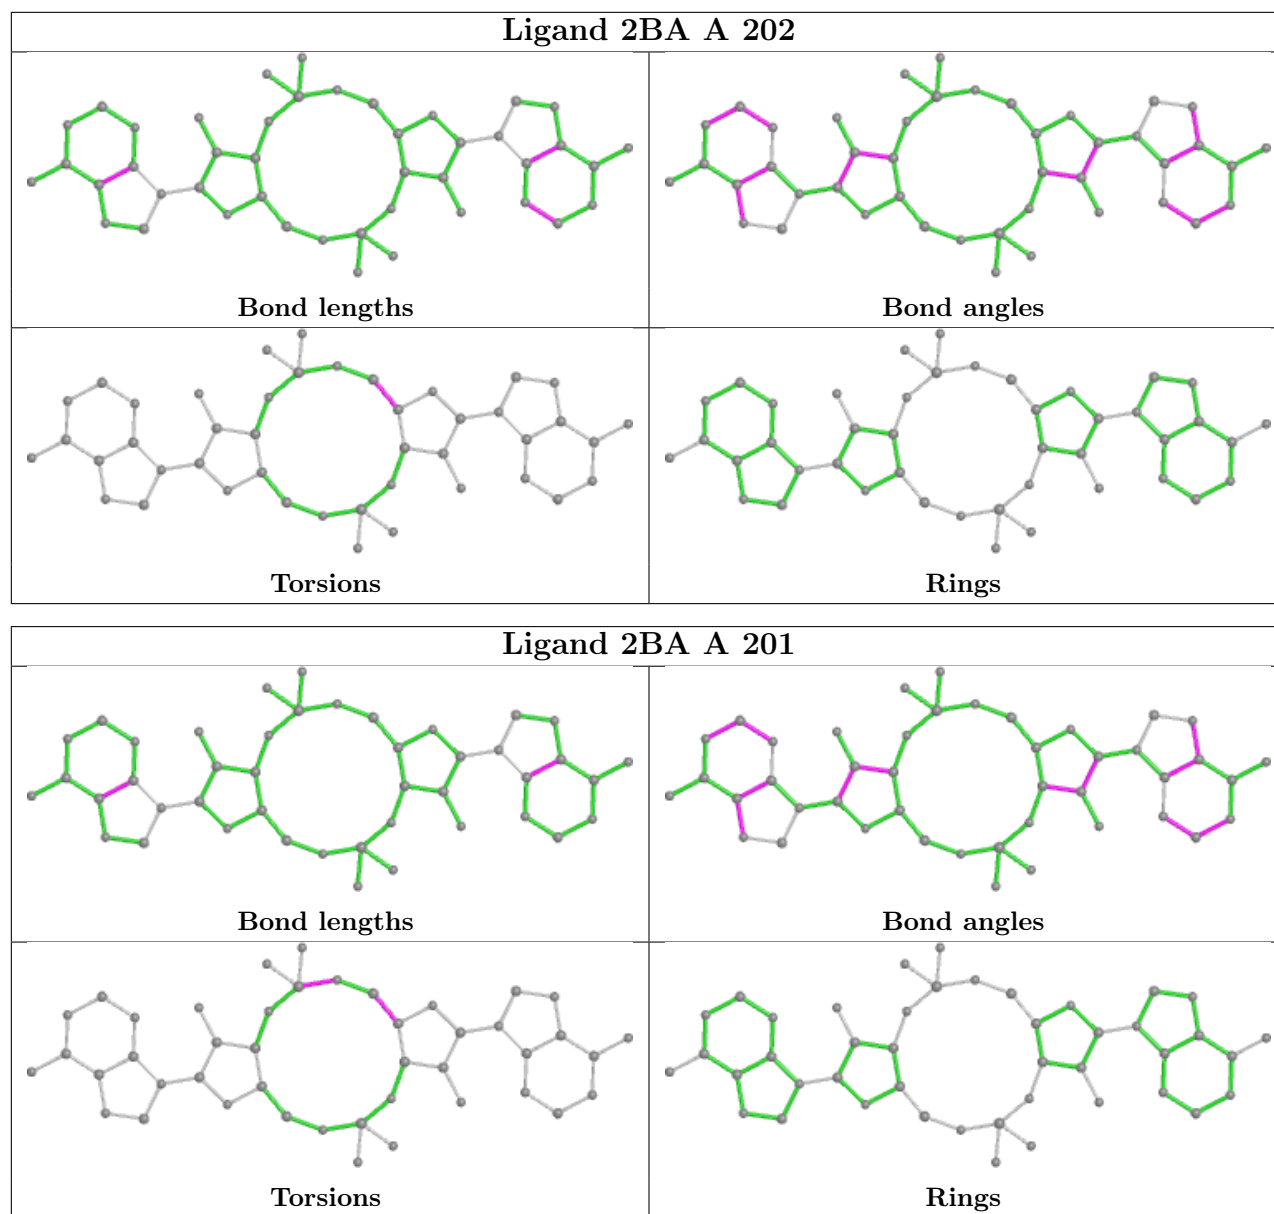 Ligand 2BA A 202
Bond lengths
Bond angles
Torsions
Rings
Ligand 2BA A 201
Bond lengths
Bond angles
Torsions
Rings